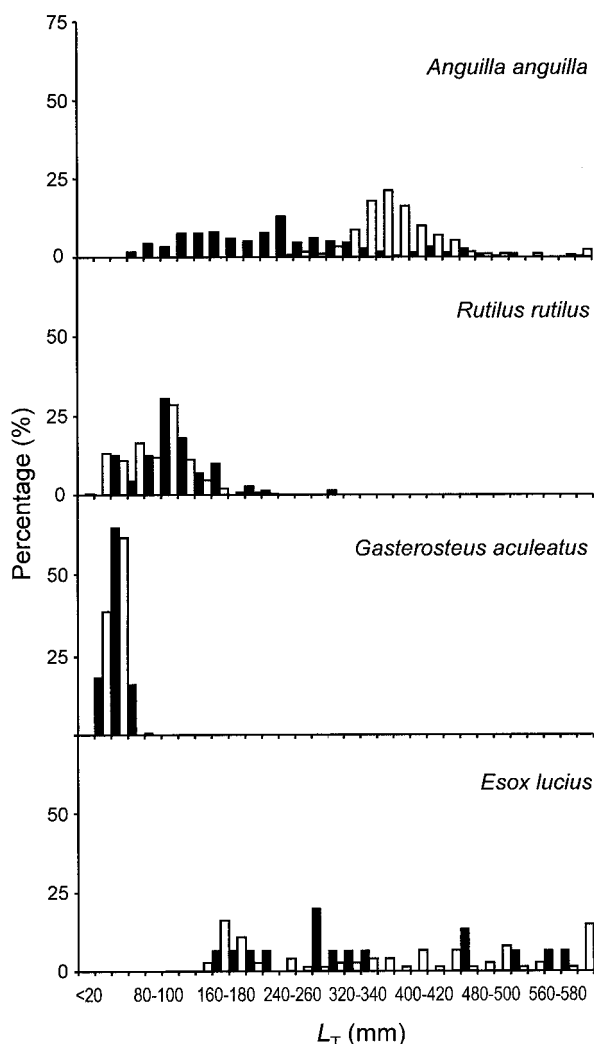 75
50
25
0
Anguilla anguilla
50
25
0
Rutilus rutilus
50
25
Gasterosteus aculeatus
50
25
0
Esox lucius
Percentage (%)
<20 80-100 160-180 240-260 320-340 400-420 480-500 560-580
LT (mm)